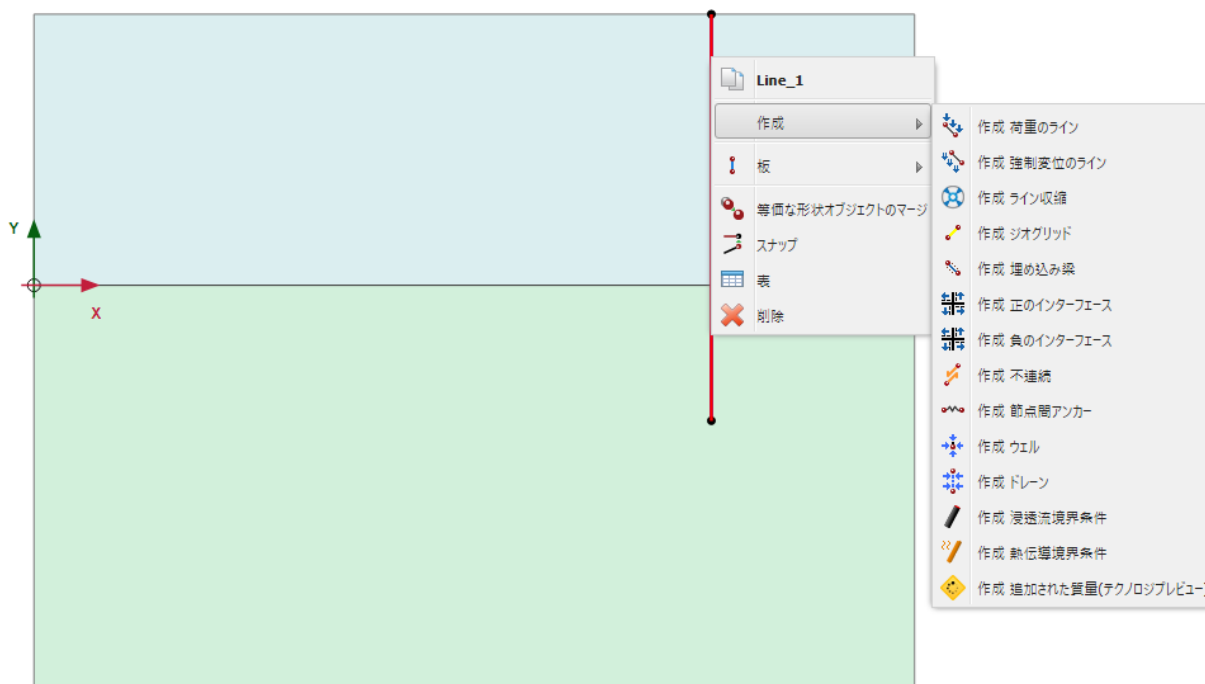 Line_1
作成
板
等価な形状オブジェクトのマージ
スナップ
表
削除
作成 荷重のライン
作成 強制変位のライン
作成 ライン収縮
作成 ジオグリッド
作成 埋め込み梁
作成 正のインターフェース
作成 負のインターフェース
作成 不連続
作成 節点間アンカー
作成 ウェル
作成 ドレーン
作成 浸透流境界条件
作成 熱伝導境界条件
作成 追加された質量(テクノロジプレビュー)
Y
X